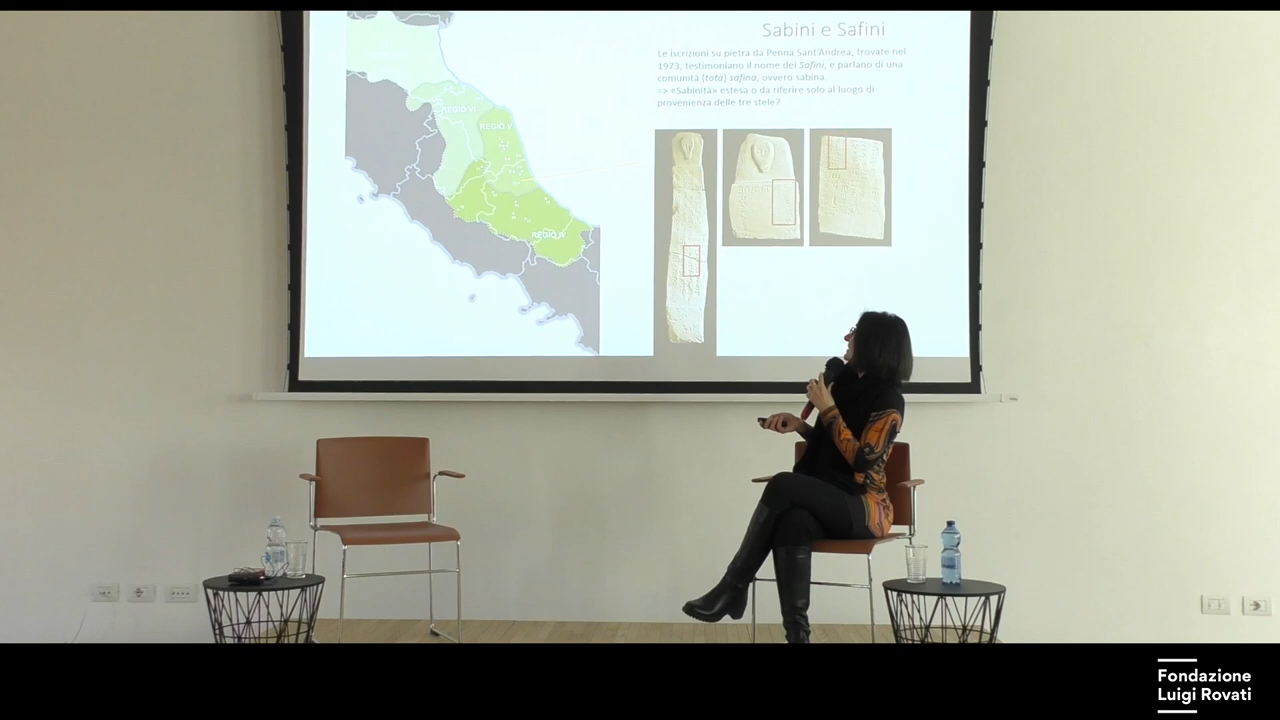 Sabini e Safini
Le iscrizioni su pietra da Penna Sant'Andrea, trovate nel
1973, testimoniano il nome dei Safini, e parlano di una
comunità (tota) safina, ovvero sabina.
=> «Sabinità» estesa o da riferire solo al luogo di
provenienza delle tre stele?
REGIO VI
REGIO V
REGIO IV
Fondazione
Luigi Rovati